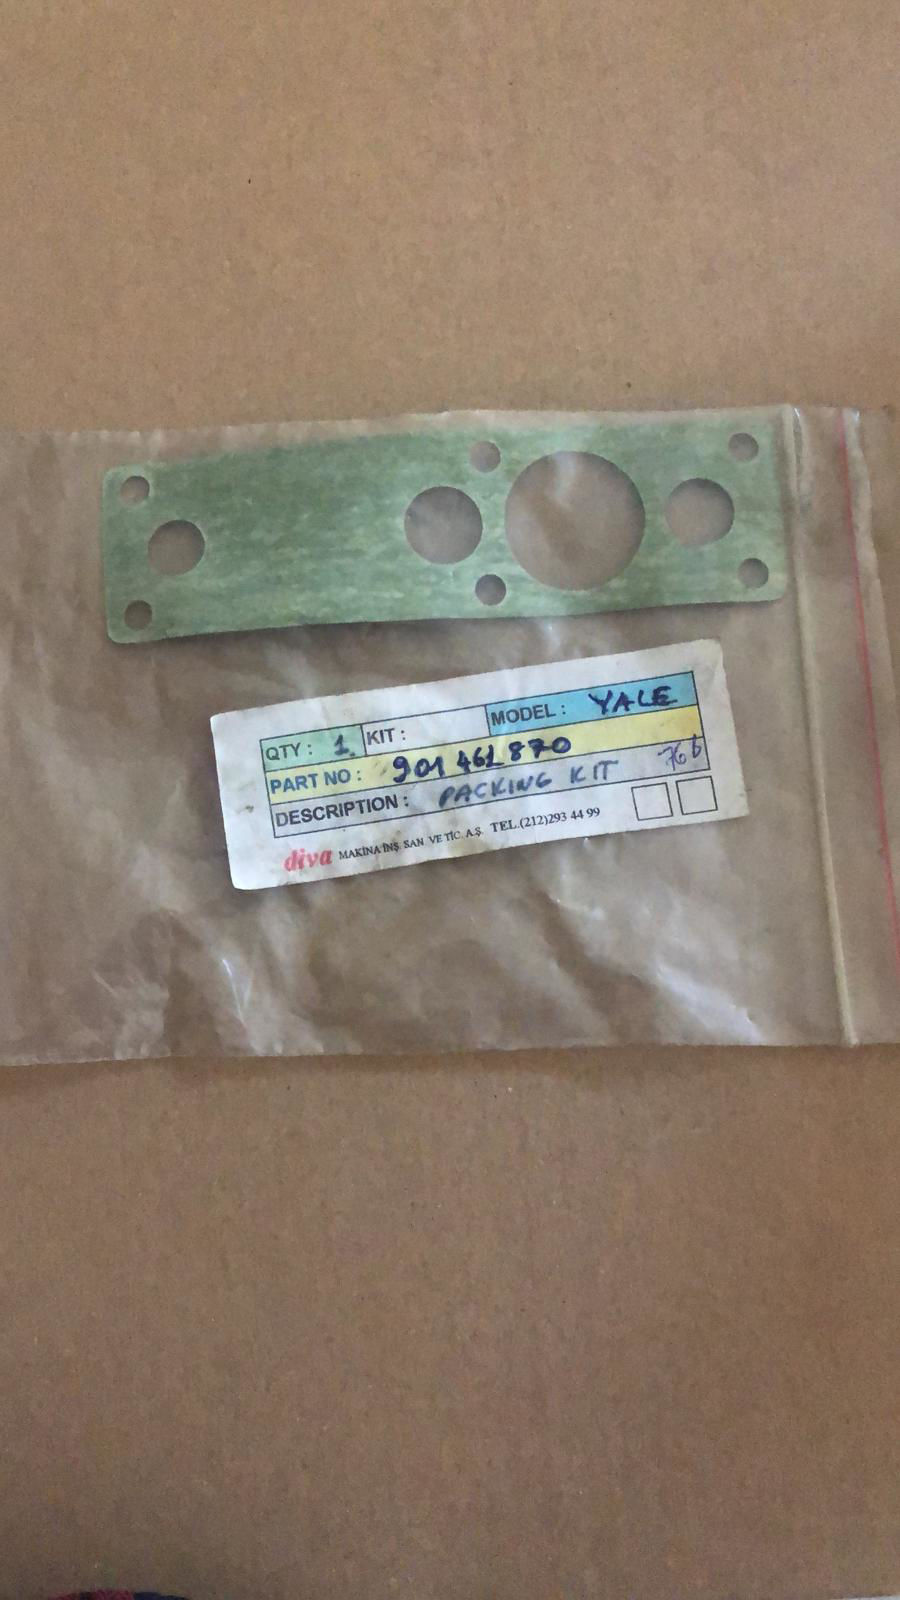 QTY : 1. KIT : MODEL : YALE
PART NO : 901 461 870
DESCRIPTION : PACKING KIT 766
diva MAKİNA İNŞ. SAN VE TİC. A.Ş. TEL.(212)293 44 99